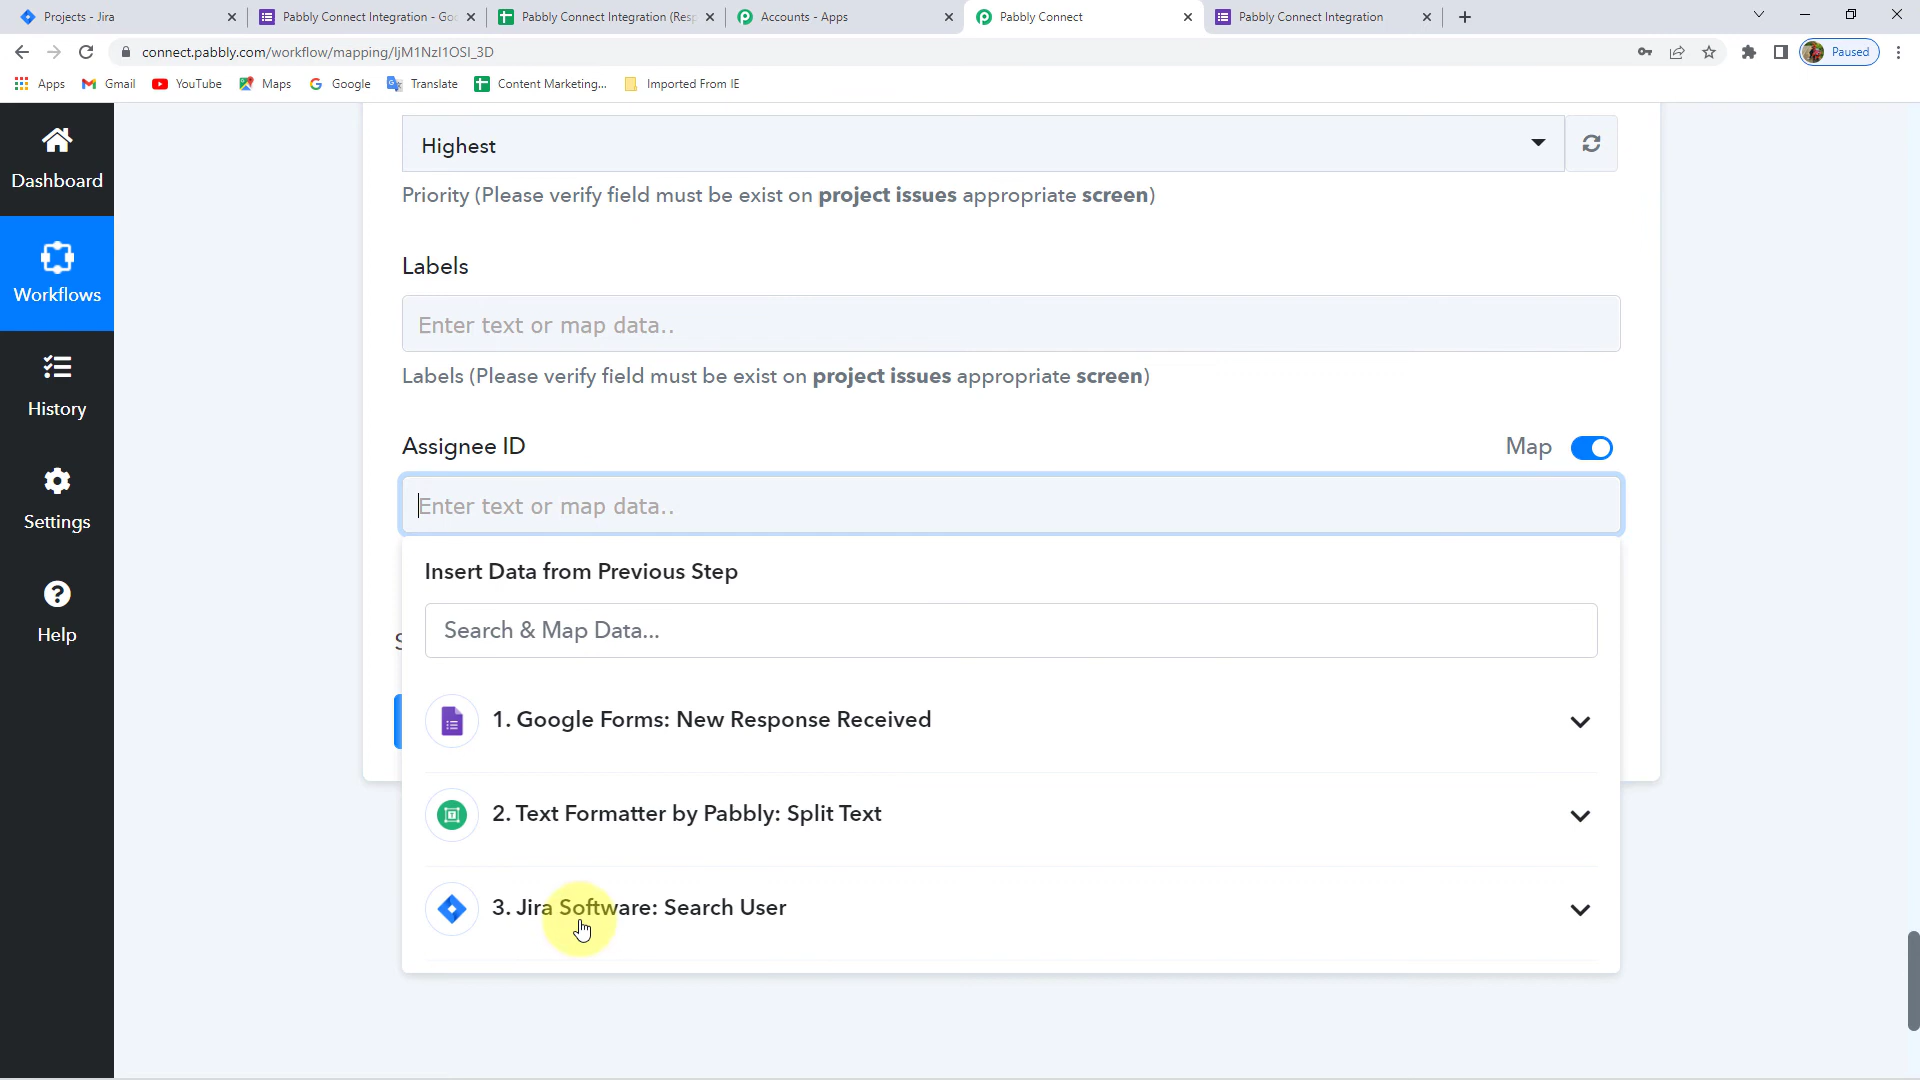 Projects - Jira
Pabbly Connect Integration - Goo
Pabbly Connect Integration (Resp
Accounts - Apps
Pabbly Connect
Pabbly Connect Integration
connect.pabbly.com/workflow/mapping/IjM1NzI1OSI_3D
Paused
Apps
Gmail
YouTube
Maps
Google
Translate
Content Marketing...
Imported From IE
Dashboard
Workflows
History
Settings
Help
Highest
Priority (Please verify field must be exist on project issues appropriate screen)
Labels
Enter text or map data..
Labels (Please verify field must be exist on project issues appropriate screen)
Assignee ID
Map
Enter text or map data..
Insert Data from Previous Step
Search & Map Data...
1. Google Forms: New Response Received
2. Text Formatter by Pabbly: Split Text
3. Jira Software: Search User